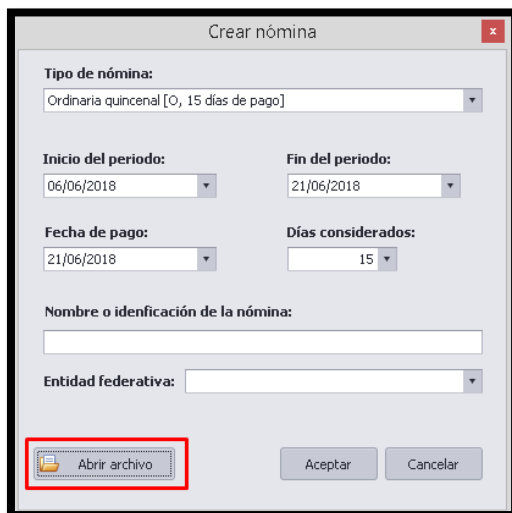 Crear nómina
x
Tipo de nómina:
Ordinaria quincenal [O, 15 días de pago]
Inicio del periodo: Fin del periodo:
06/06/2018 21/06/2018
Fecha de pago: Días considerados:
21/06/2018 15
Nombre o idenficación de la nómina:
Entidad federativa:
Abrir archivo Aceptar Cancelar